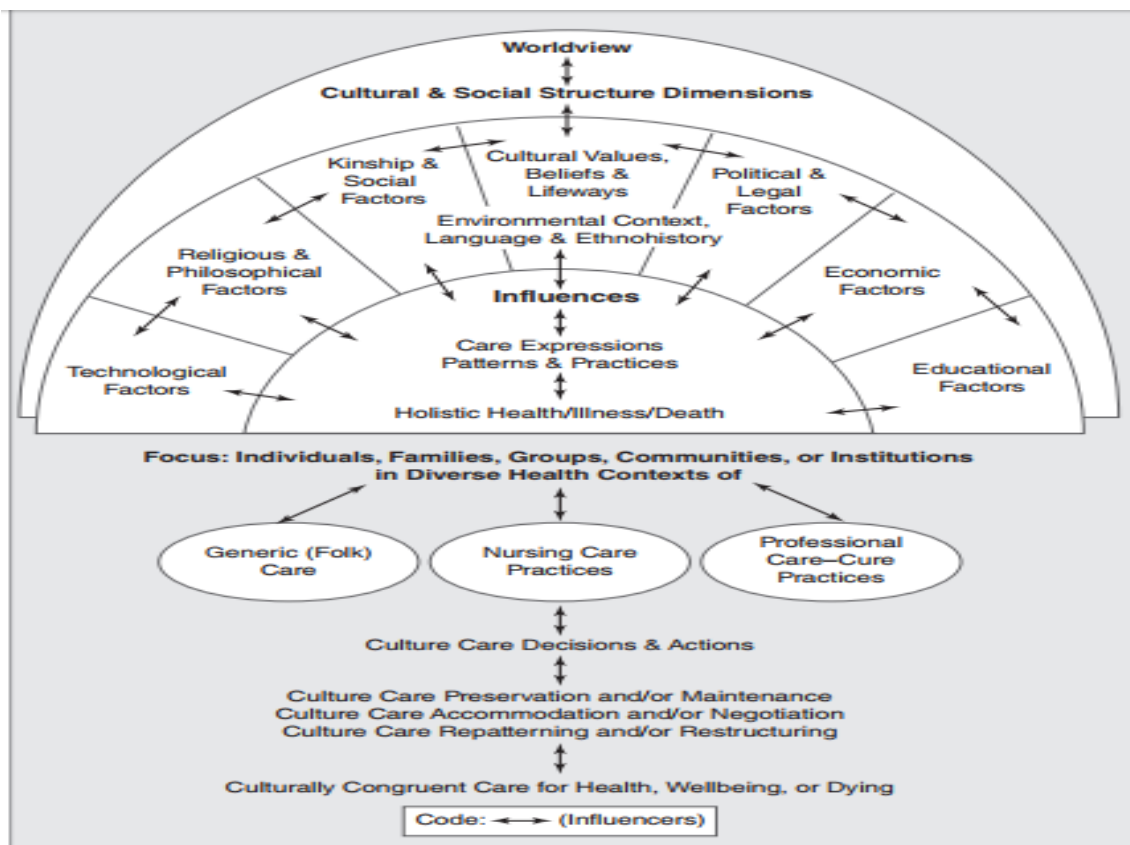 Worldview
Cultural & Social Structure Dimensions
Kinship &
Social
Factors
Cultural Values,
Beliefs &
Lifeways
Political &
Legal
Factors
Environmental Context,
Language & Ethnohistory
Religious &
Philosophical
Factors
Economic
Factors
Influences
Care Expressions
Patterns & Practices
Technological
Factors
Educational
Factors
Holistic Health/Illness/Death
Focus: Individuals, Families, Groups, Communities, or Institutions
in Diverse Health Contexts of
Generic (Folk)
Care
Nursing Care
Practices
Professional
Care–Cure
Practices
Culture Care Decisions & Actions
Culture Care Preservation and/or Maintenance
Culture Care Accommodation and/or Negotiation
Culture Care Repatterning and/or Restructuring
Culturally Congruent Care for Health, Wellbeing, or Dying
Code: ↔ (Influencers)